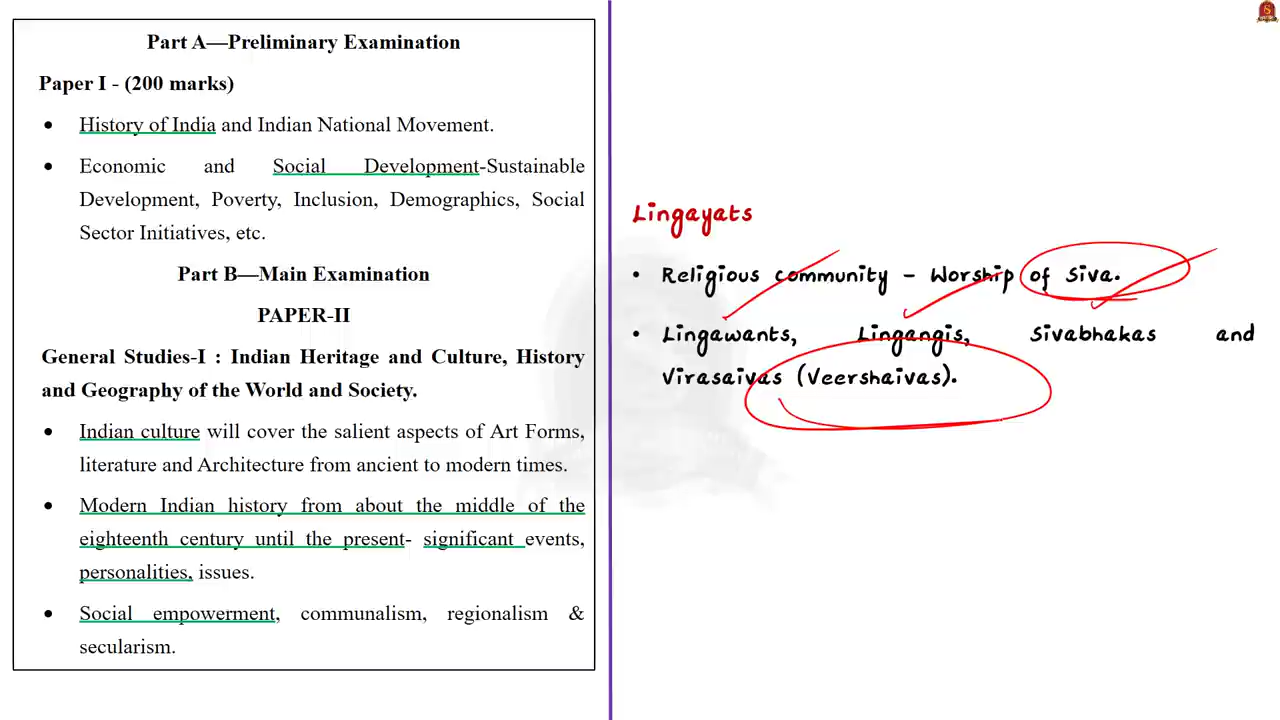 Part A—Preliminary Examination
Paper I - (200 marks)
• History of India and Indian National Movement.
• Economic and Social Development-Sustainable
Development, Poverty, Inclusion, Demographics, Social
Sector Initiatives, etc.
Part B—Main Examination
PAPER-II
General Studies-I : Indian Heritage and Culture, History
and Geography of the World and Society.
• Indian culture will cover the salient aspects of Art Forms,
literature and Architecture from ancient to modern times.
• Modern Indian history from about the middle of the
eighteenth century until the present- significant events,
personalities, issues.
• Social empowerment, communalism, regionalism &
secularism.
Lingayats
• Religious community - Worship of Siva.
• Lingawants, Lingangis, Sivabhakas and
Virasaivas (Veershaivas).